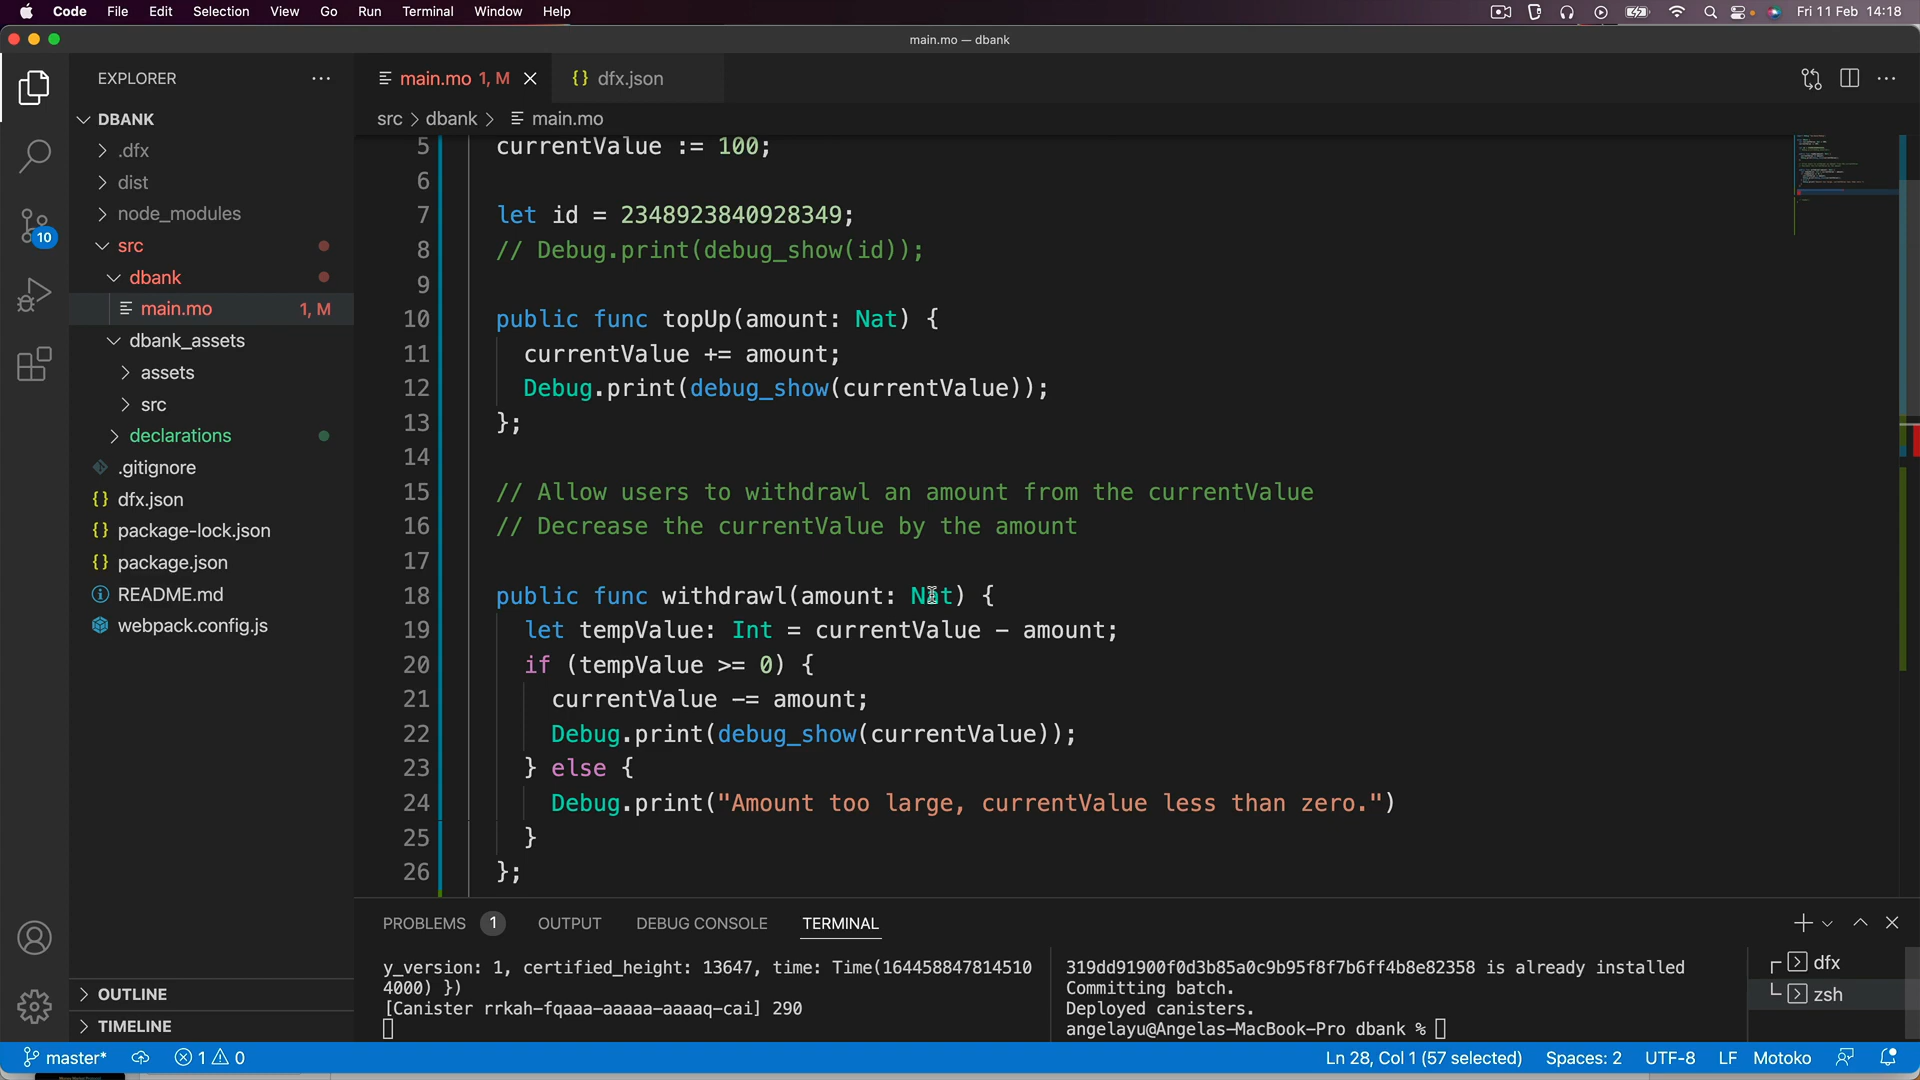 Code File Edit Selection View Go Run Terminal Window Help Fri 11 Feb 14:18
main.mo — dbank
EXPLORER
main.mo 1, M
{} dfx.json
src > dbank > main.mo
DBANK
.dfx
dist
node_modules
src
dbank
main.mo 1, M
dbank_assets
assets
src
declarations
.gitignore
{} dfx.json
{} package-lock.json
{} package.json
README.md
webpack.config.js
OUTLINE
TIMELINE
10
5 currentValue := 100;
6
7 let id = 2348923840928349;
8 // Debug.print(debug_show(id));
9
10 public func topUp(amount: Nat) {
11 currentValue += amount;
12 Debug.print(debug_show(currentValue));
13 };
14
15 // Allow users to withdrawl an amount from the currentValue
16 // Decrease the currentValue by the amount
17
18 public func withdrawl(amount: Nat) {
19 let tempValue: Int = currentValue - amount;
20 if (tempValue >= 0) {
21 currentValue -= amount;
22 Debug.print(debug_show(currentValue));
23 } else {
24 Debug.print("Amount too large, currentValue less than zero.")
25 }
26 };
PROBLEMS 1 OUTPUT DEBUG CONSOLE TERMINAL
y_version: 1, certified_height: 13647, time: Time(164458847814510
4000) })
[Canister rrkah-fqaaa-aaaaa-aaaaq-cai] 290
319dd91900f0d3b85a0c9b95f8f7b6ff4b8e82358 is already installed
Committing batch.
Deployed canisters.
angelayu@Angelas-MacBook-Pro dbank %
dfx
zsh
master* 1 0 Ln 28, Col 1 (57 selected) Spaces: 2 UTF-8 LF Motoko